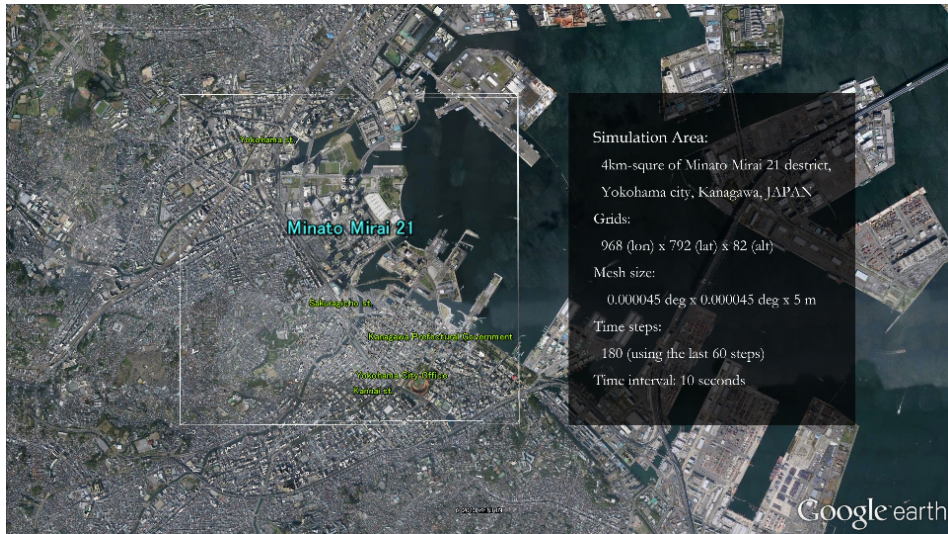 Yokohama st.
Minato Mirai 21
Sakuragicho st.
Kanagawa Prefectural Government
Yokohama City Office
Kannai st.
Simulation Area:
4km-squre of Minato Mirai 21 destrict,
Yokohama city, Kanagawa, JAPAN
Grids:
968 (lon) x 792 (lat) x 82 (alt)
Mesh size:
0.000045 deg x 0.000045 deg x 5 m
Time steps:
180 (using the last 60 steps)
Time interval: 10 seconds
Google earth